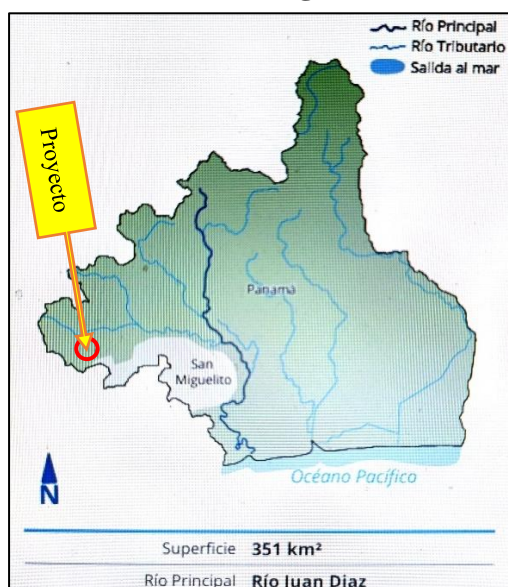 Río Principal
Río Tributario
Salida al mar
Proyecto
Panamá
San
Miguelito
Océano Pacífico
N
Superficie 351 km²
Río Principal Río Juan Diaz